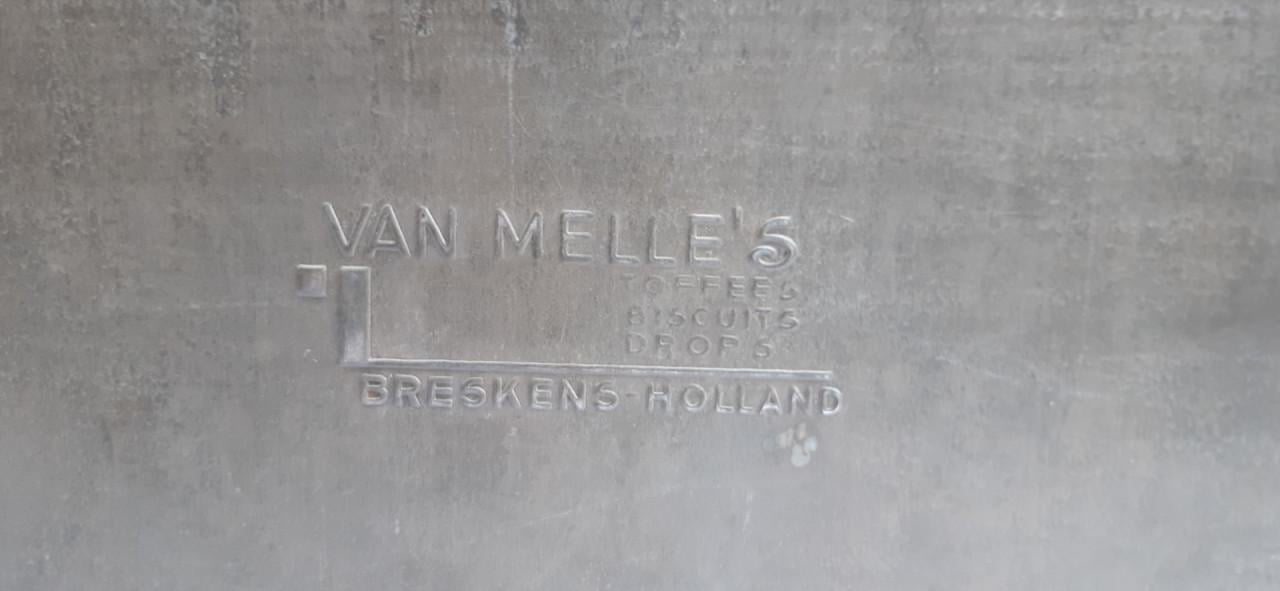 VAN MELLE'S
TOFFEES
BISCUITS
DROPS
BRESKENS-HOLLAND